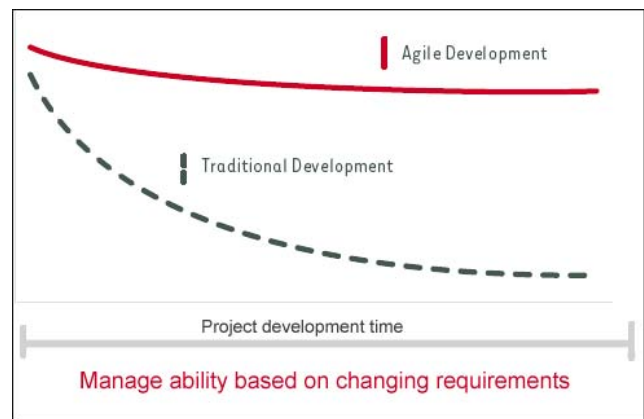 Agile Development
Traditional Development
Project development time
Manage ability based on changing requirements